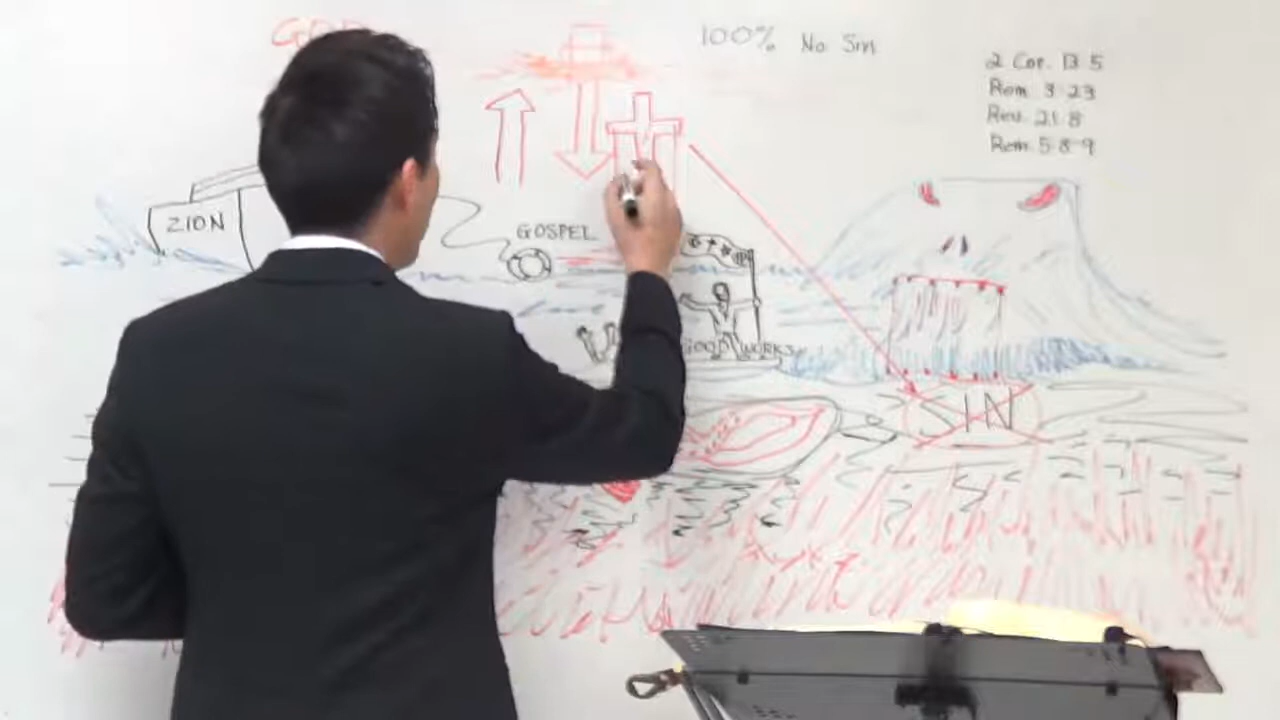 GOD
100% No Sin
2 Cor. 13:5
Rom 3:23
Rev. 21:8
Rom 5:8-9
ZION
GOSPEL
GOOD WORKS
SIN